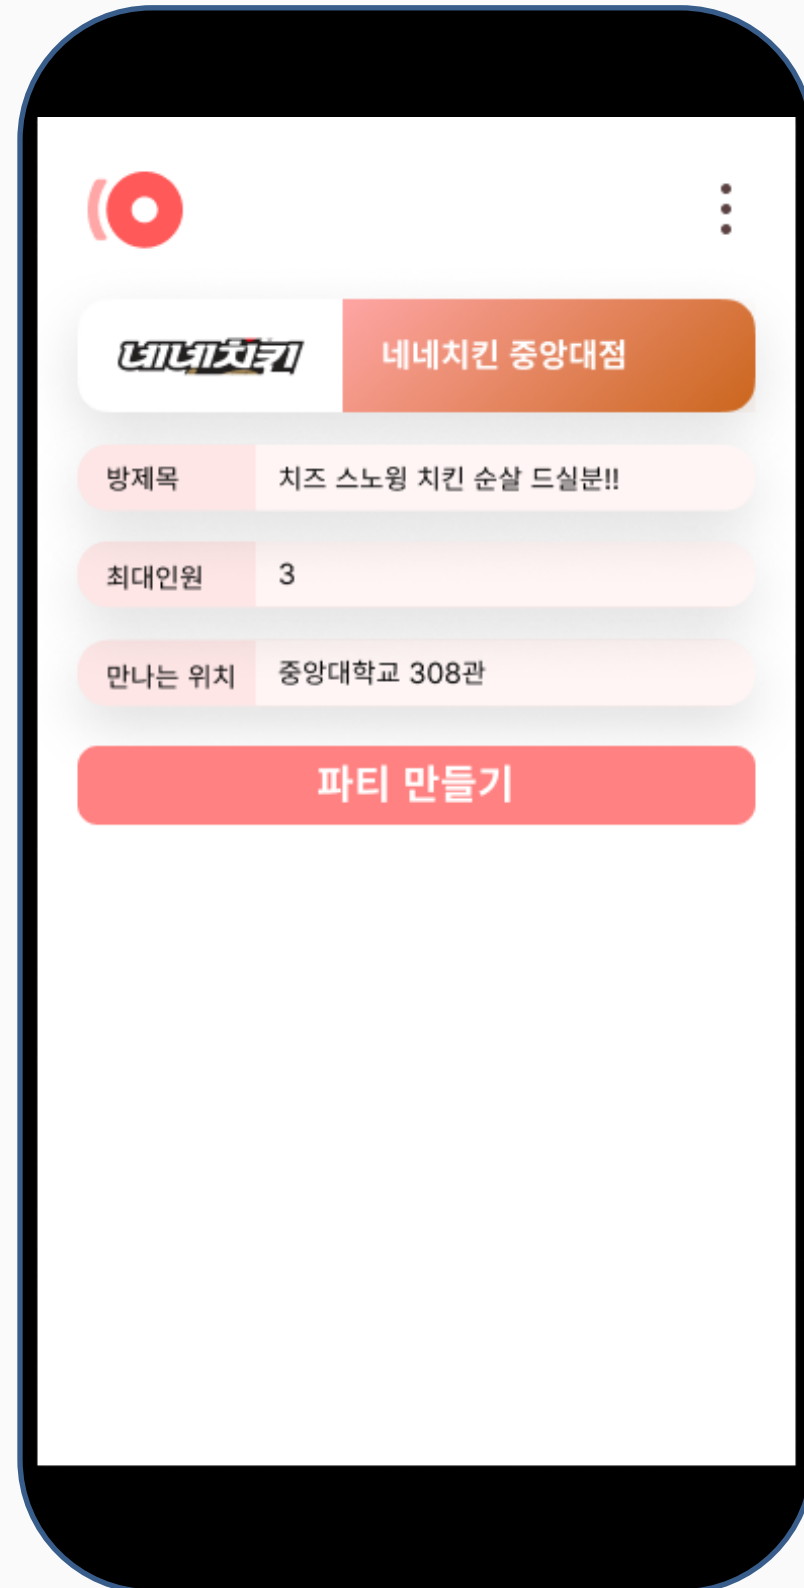 네네치킨
네네치킨 중앙대점
방제목 치즈 스노윙 치킨 순살 드실분!!
최대인원 3
만나는 위치 중앙대학교 308관
파티 만들기